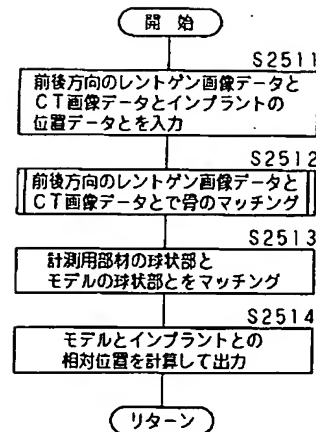 開 始
S2511
前後方向のレントゲン画像データと
CT画像データとインプラントの
位置データとを入力
S2512
前後方向のレントゲン画像データと
CT画像データとで骨のマッチング
S2513
計測用部材の球状部と
モデルの球状部とをマッチング
S2514
モデルとインプラントとの
相対位置を計算して出力
リターン